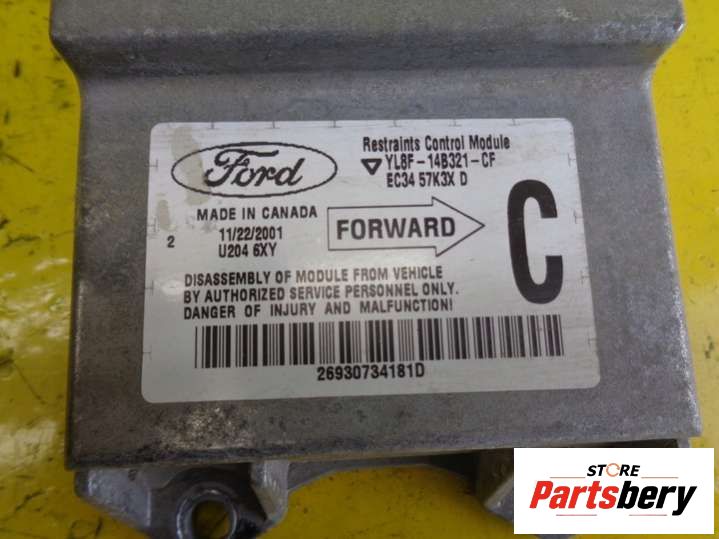 Ford
Restraints Control Module
YL8F-14B321-CF
EC34 57K3X D
MADE IN CANADA
11/22/2001
2
U204 6XY
FORWARD
C
DISASSEMBLY OF MODULE FROM VEHICLE
BY AUTHORIZED SERVICE PERSONNEL ONLY.
DANGER OF INJURY AND MALFUNCTION!
26930734181D
STORE
Partsbery